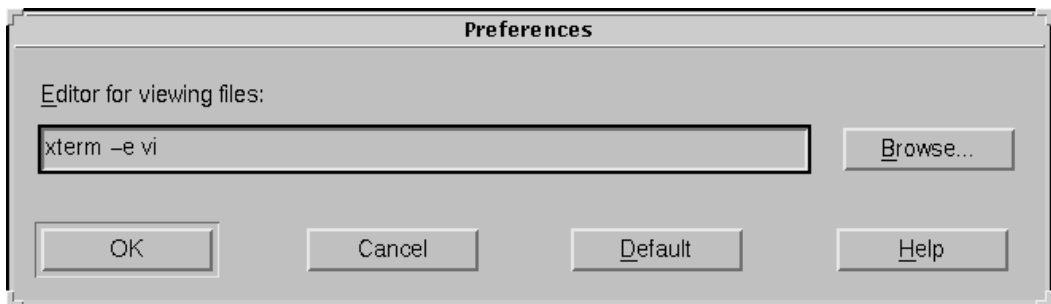 Preferences
Editor for viewing files:
xterm –e vi
Browse...
OK
Cancel
Default
Help